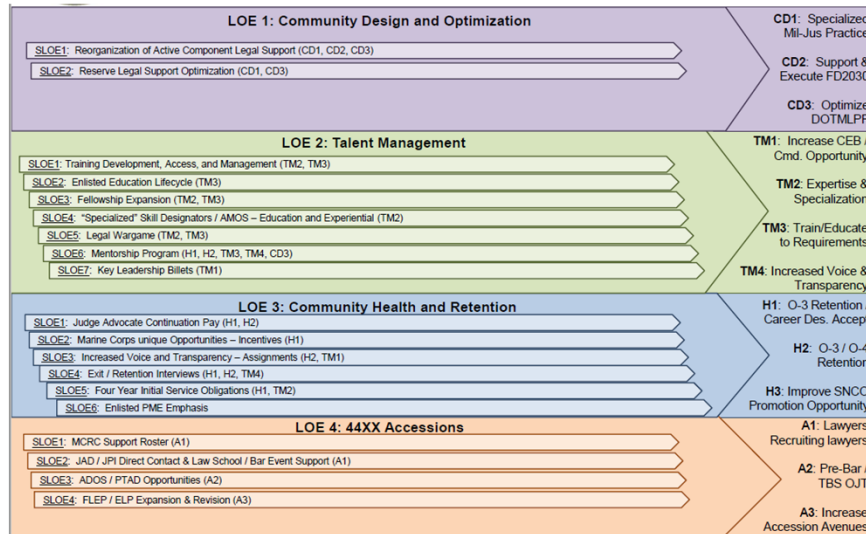 LOE 1: Community Design and Optimization
SLOE1: Reorganization of Active Component Legal Support (CD1, CD2, CD3)
SLOE2: Reserve Legal Support Optimization (CD1, CD3)
CD1: Specialized
Mil-Jus Practice
CD2: Support &
Execute FD2030
CD3: Optimize
DOTMLPF
LOE 2: Talent Management
SLOE1: Training Development, Access, and Management (TM2, TM3)
SLOE2: Enlisted Education Lifecycle (TM3)
SLOE3: Fellowship Expansion (TM2, TM3)
SLOE4: “Specialized” Skill Designators / AMOS – Education and Experiential (TM2)
SLOE5: Legal Wargame (TM2, TM3)
SLOE6: Mentorship Program (H1, H2, TM3, TM4, CD3)
SLOE7: Key Leadership Billets (TM1)
TM1: Increase CEB /
Cmd. Opportunity
TM2: Expertise &
Specialization
TM3: Train/Educate
to Requirements
TM4: Increased Voice &
Transparency
LOE 3: Community Health and Retention
SLOE1: Judge Advocate Continuation Pay (H1, H2)
SLOE2: Marine Corps unique Opportunities – Incentives (H1)
SLOE3: Increased Voice and Transparency – Assignments (H2, TM1)
SLOE4: Exit / Retention Interviews (H1, H2, TM4)
SLOE5: Four Year Initial Service Obligations (H1, TM2)
SLOE6: Enlisted PME Emphasis
H1: O-3 Retention /
Career Des. Accept
H2: O-3 / O-4
Retention
H3: Improve SNCO
Promotion Opportunity
LOE 4: 44XX Accessions
SLOE1: MCRC Support Roster (A1)
SLOE2: JAD / JPI Direct Contact & Law School / Bar Event Support (A1)
SLOE3: ADOS / PTAD Opportunities (A2)
SLOE4: FLEP / ELP Expansion & Revision (A3)
A1: Lawyers
Recruiting lawyers
A2: Pre-Bar /
TBS OJT
A3: Increase
Accession Avenues